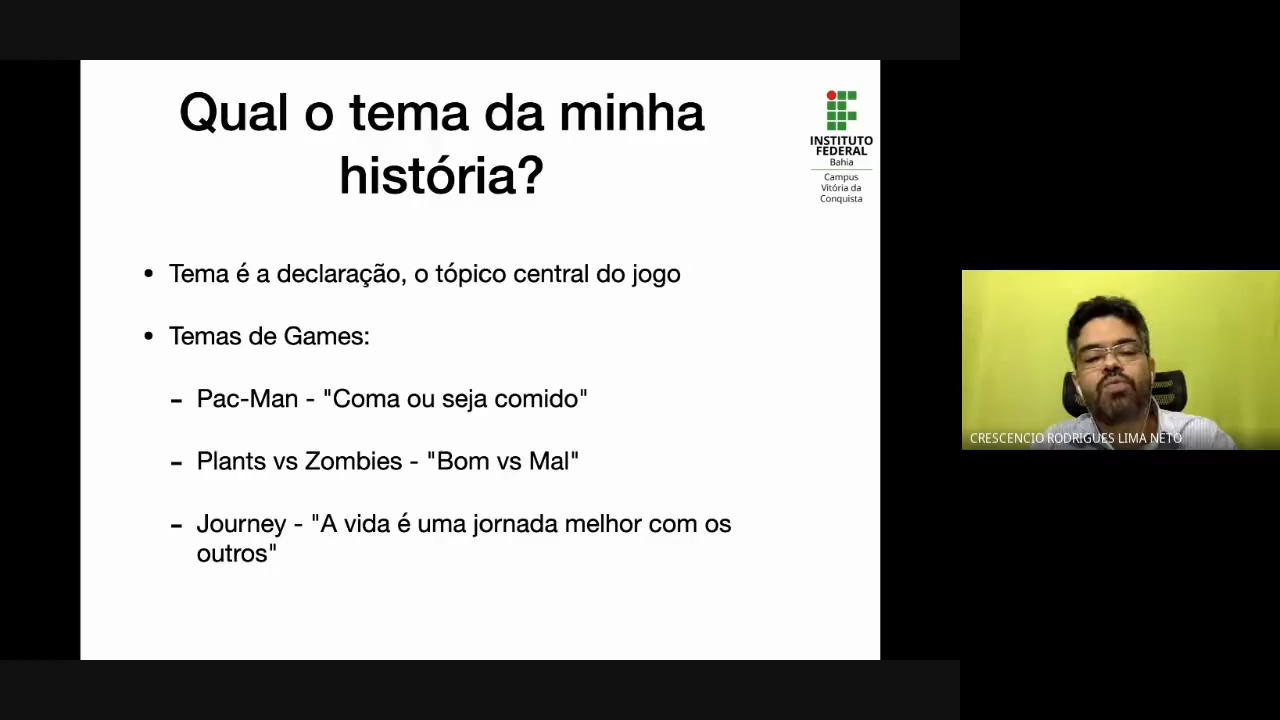 Qual o tema da minha
história?
INSTITUTO
FEDERAL
Bahia
Campus
Vitória da
Conquista
• Tema é a declaração, o tópico central do jogo
• Temas de Games:
- Pac-Man - "Coma ou seja comido"
- Plants vs Zombies - "Bom vs Mal"
- Journey - "A vida é uma jornada melhor com os
outros"
CRESCENCIO RODRIGUES LIMA NETO